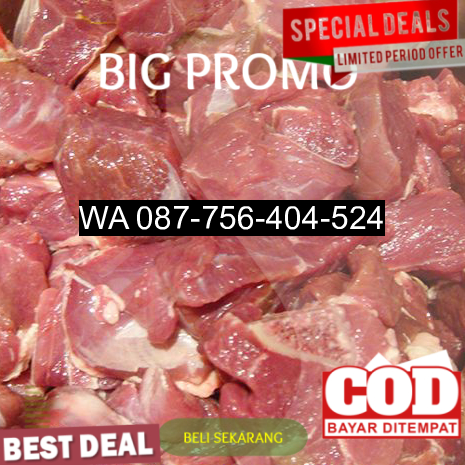 SPECIAL DEALS
LIMITED PERIOD OFFER
BIG PROMO
WA 087-756-404-524
COD
BAYAR DITEMPAT
BEST DEAL
BELI SEKARANG